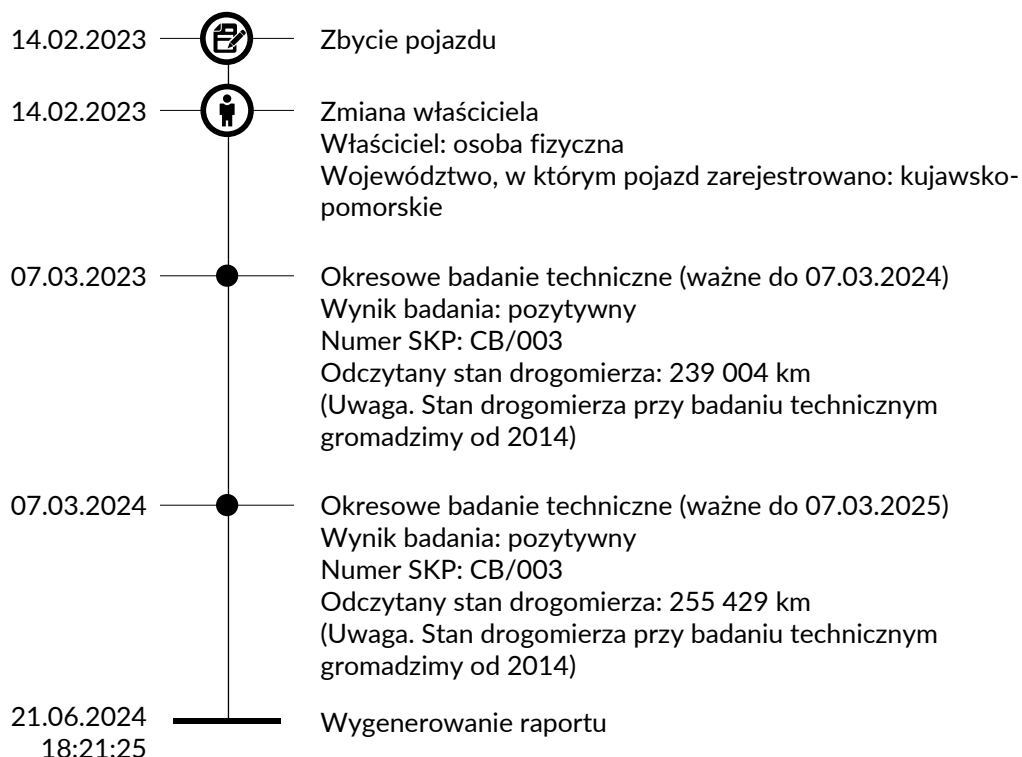 14.02.2023 Zbycie pojazdu
14.02.2023 Zmiana właściciela
Właściciel: osoba fizyczna
Województwo, w którym pojazd zarejestrowano: kujawsko-
pomorskie
07.03.2023 Okresowe badanie techniczne (ważne do 07.03.2024)
Wynik badania: pozytywny
Numer SKP: CB/003
Odczytany stan drogomierza: 239 004 km
(Uwaga. Stan drogomierza przy badaniu technicznym
gromadzimy od 2014)
07.03.2024 Okresowe badanie techniczne (ważne do 07.03.2025)
Wynik badania: pozytywny
Numer SKP: CB/003
Odczytany stan drogomierza: 255 429 km
(Uwaga. Stan drogomierza przy badaniu technicznym
gromadzimy od 2014)
21.06.2024 Wygenerowanie raportu
18:21:25